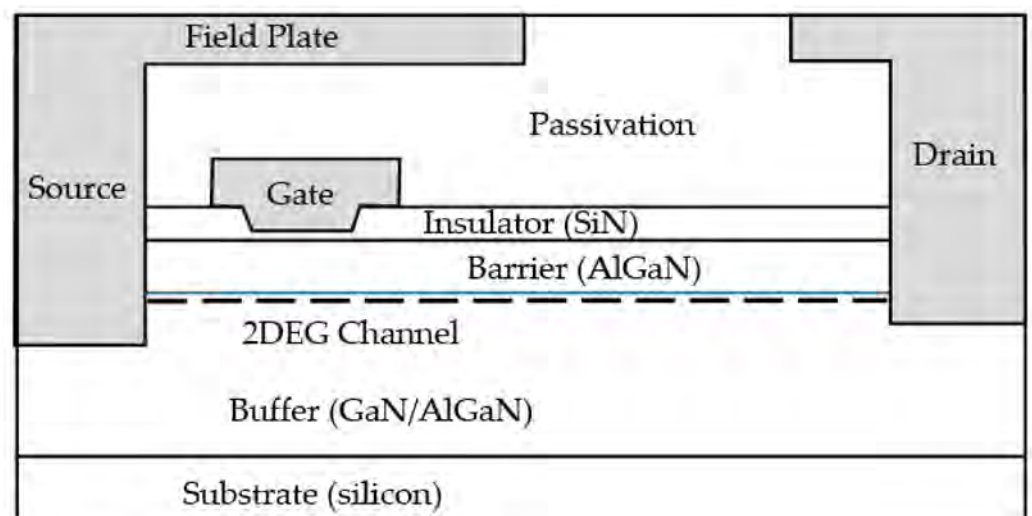 Field Plate
Passivation
Drain
Source
Gate
Insulator (SiN)
Barrier (AlGaN)
2DEG Channel
Buffer (GaN/AlGaN)
Substrate (silicon)